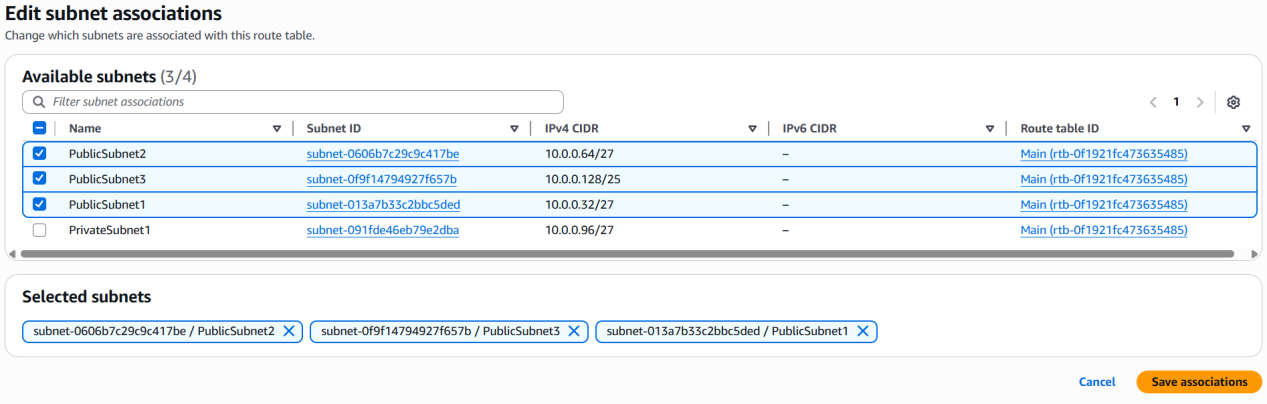 Edit subnet associations
Change which subnets are associated with this route table.
Available subnets (3/4)
Filter subnet associations
1
Name Subnet ID IPv4 CIDR IPv6 CIDR Route table ID
PublicSubnet2 subnet-0606b7c29c9c417be 10.0.0.64/27 – Main (rtb-0f1921fc473635485)
PublicSubnet3 subnet-0f9f14794927f657b 10.0.0.128/25 – Main (rtb-0f1921fc473635485)
PublicSubnet1 subnet-013a7b33c2bbc5ded 10.0.0.32/27 – Main (rtb-0f1921fc473635485)
PrivateSubnet1 subnet-091fde46eb79e2dba 10.0.0.96/27 – Main (rtb-0f1921fc473635485)
Selected subnets
subnet-0606b7c29c9c417be / PublicSubnet2 subnet-0f9f14794927f657b / PublicSubnet3 subnet-013a7b33c2bbc5ded / PublicSubnet1
Cancel Save associations